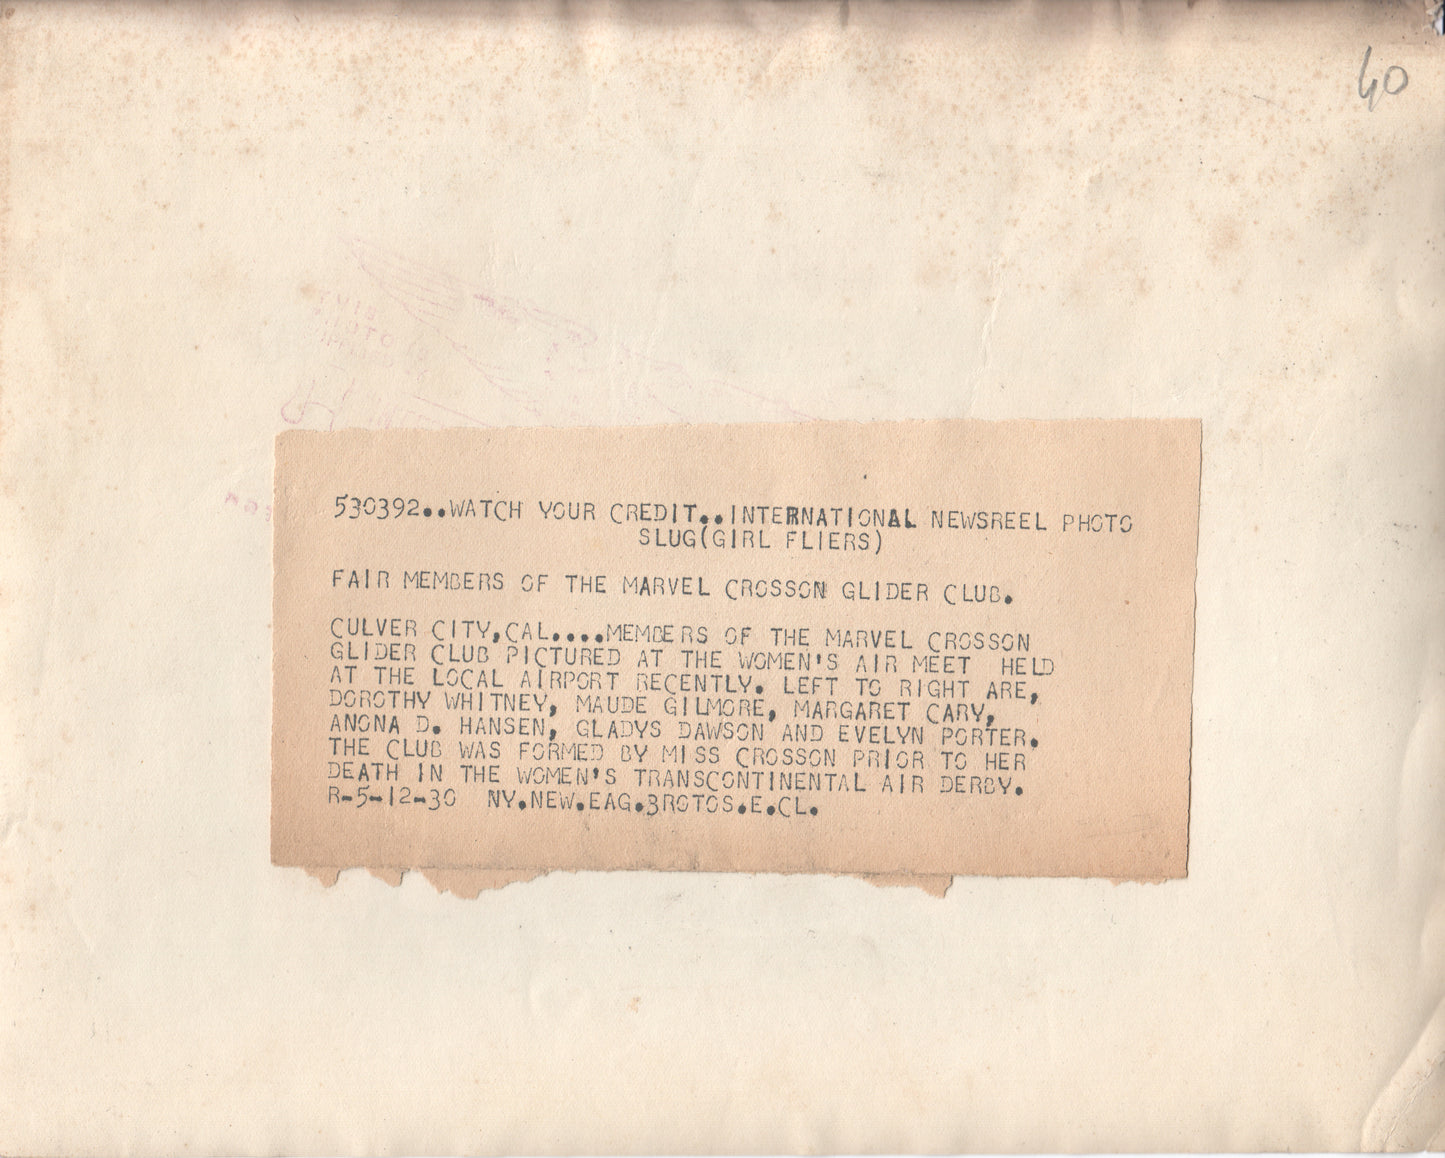 40
530392..WATCH YOUR CREDIT..INTERNATIONAL NEWSREEL PHOTO
SLUG(GIRL FLIERS)
FAIR MEMBERS OF THE MARVEL CROSSON GLIDER CLUB.
CULVER CITY,CAL....MEMBERS OF THE MARVEL CROSSON
GLIDER CLUB PICTURED AT THE WOMEN'S AIR MEET HELD
AT THE LOCAL AIRPORT RECENTLY. LEFT TO RIGHT ARE,
DOROTHY WHITNEY, MAUDE GILMORE, MARGARET CARY,
ANONA D. HANSEN, GLADYS DAWSON AND EVELYN PORTER.
THE CLUB WAS FORMED BY MISS CROSSON PRIOR TO HER
DEATH IN THE WOMEN'S TRANSCONTINENTAL AIR DERBY.
R-5-12-30 NY.NEW.EAG.3ROTOS.E.CL.